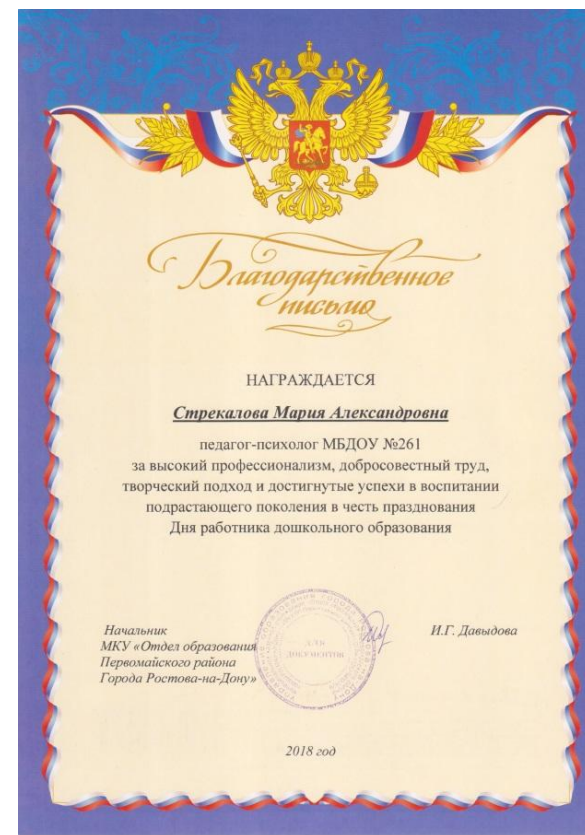 Благодарственное
письмо
НАГРАЖДАЕТСЯ
Стрекалова Мария Александровна
педагог-психолог МБДОУ №261
за высокий профессионализм, добросовестный труд,
творческий подход и достигнутые успехи в воспитании
подрастающего поколения в честь празднования
Дня работника дошкольного образования
Начальник
МКУ «Отдел образования
Первомайского района
Города Ростова-на-Дону»
ДЛЯ
ДОКУМЕНТОВ
И.Г. Давыдова
2018 год